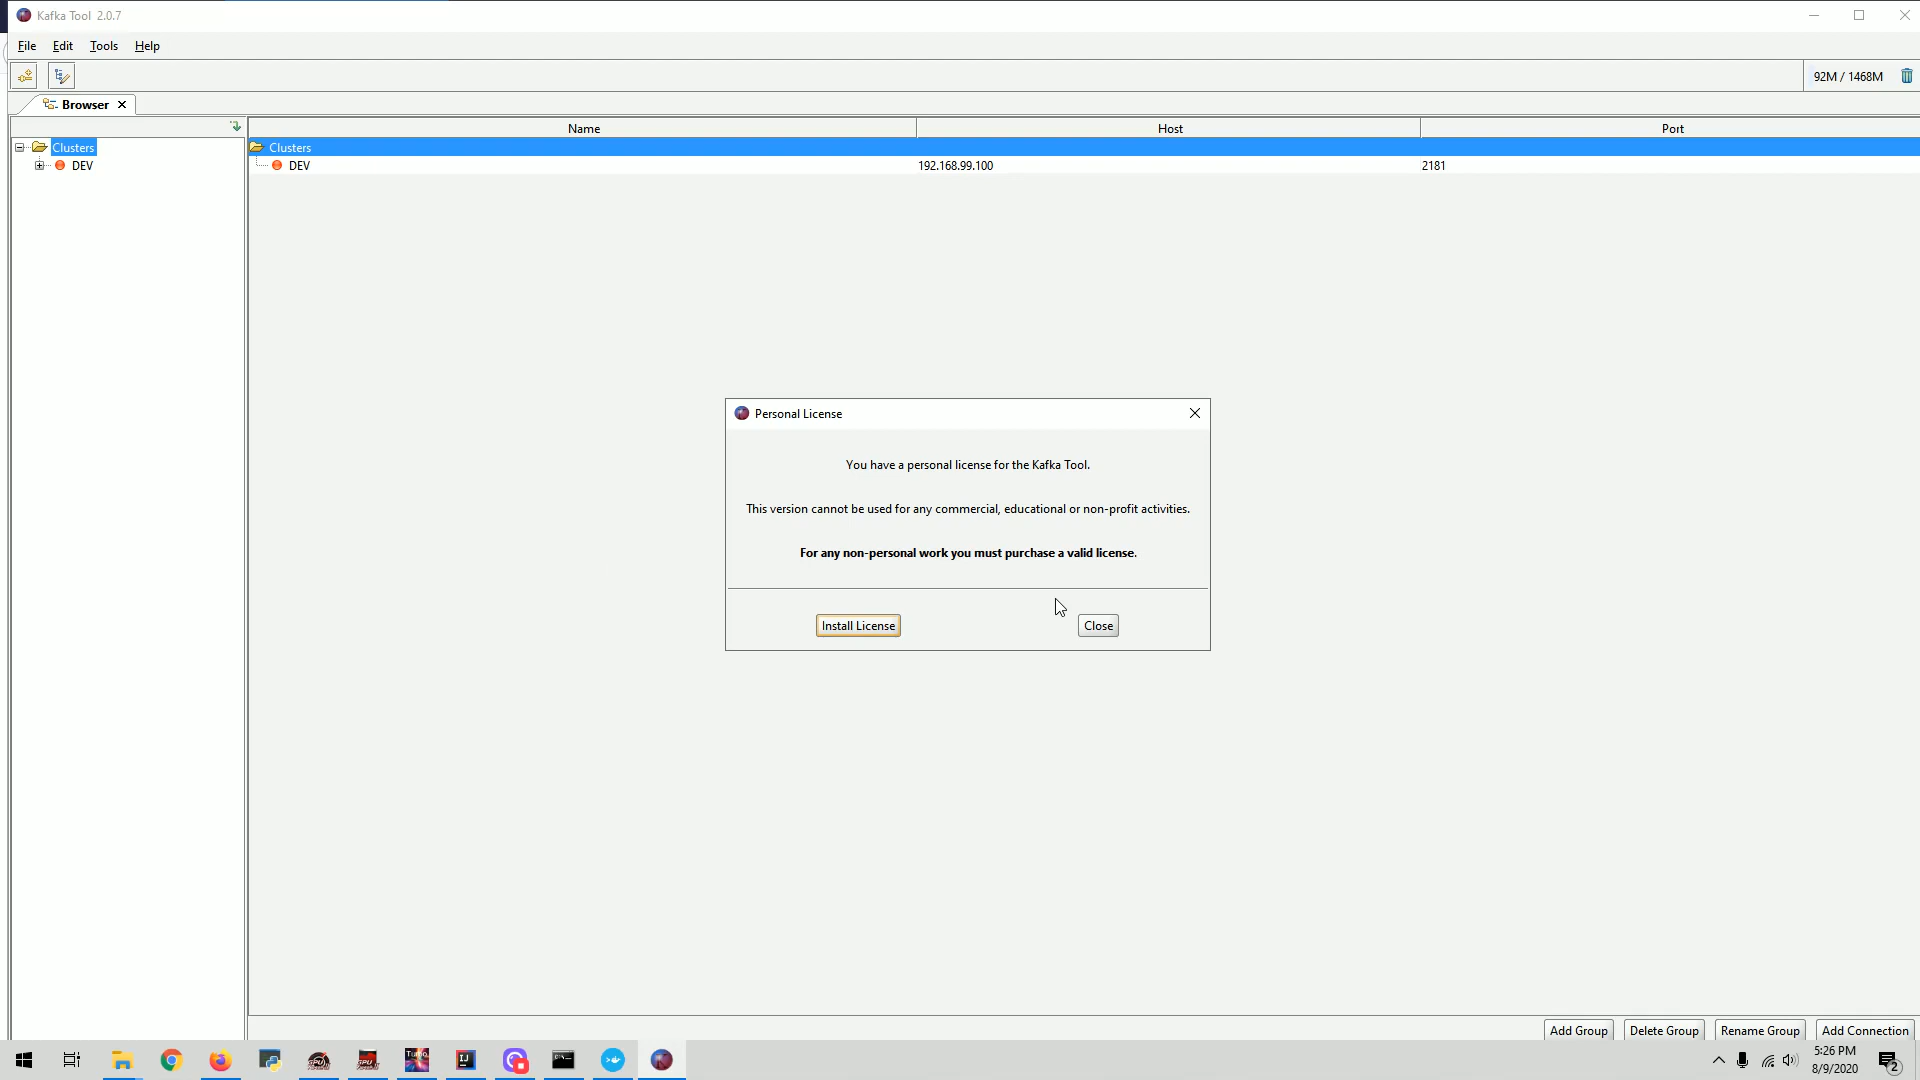 Kafka Tool 2.0.7
File Edit Tools Help
92M / 1468M
Browser
Name Host Port
Clusters
Clusters
DEV
DEV 192.168.99.100 2181
Personal License
You have a personal license for the Kafka Tool.
This version cannot be used for any commercial, educational or non-profit activities.
For any non-personal work you must purchase a valid license.
Install License Close
Add Group Delete Group Rename Group Add Connection
5:26 PM
8/9/2020
2